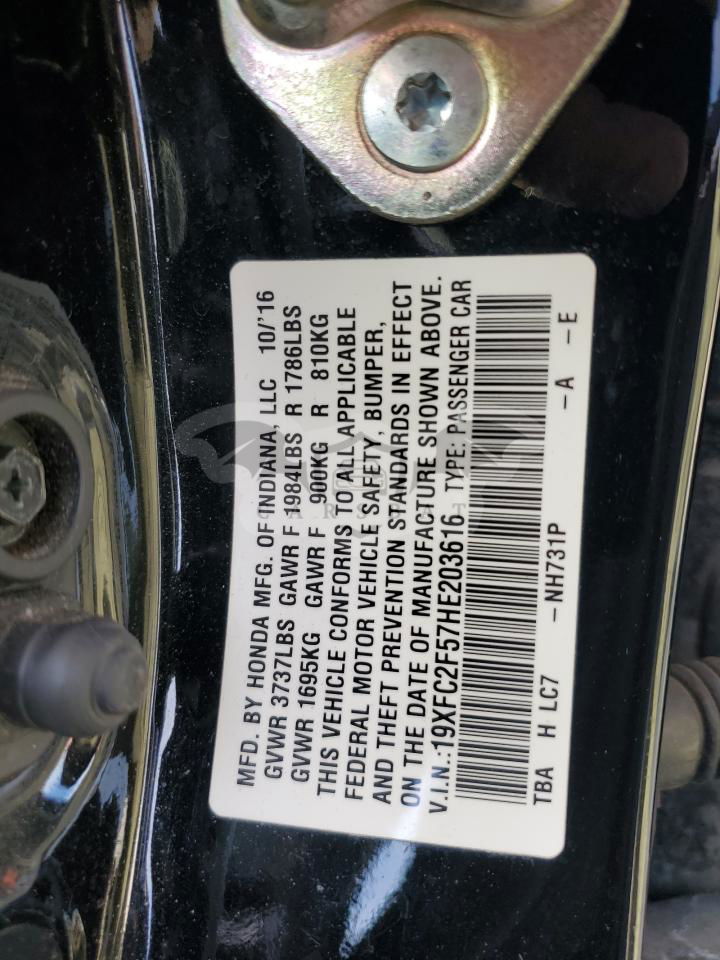 MFD. BY HONDA MFG. OF INDIANA, LLC 10/'16
GVWR 3737LBS GAWR F 1984LBS R 1786LBS
GVWR 1695KG GAWR F 900KG R 810KG
THIS VEHICLE CONFORMS TO ALL APPLICABLE
FEDERAL MOTOR VEHICLE SAFETY, BUMPER,
AND THEFT PREVENTION STANDARDS IN EFFECT
ON THE DATE OF MANUFACTURE SHOWN ABOVE.
V.I.N.:19XFC2F57HE203616 TYPE: PASSENGER CAR
TBA H LC7 - NH731P - A - E